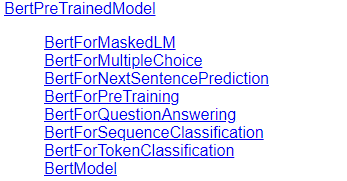 BertPreTrainedModel
BertForMaskedLM
BertForMultipleChoice
BertForNextSentencePrediction
BertForPreTraining
BertForQuestionAnswering
BertForSequenceClassification
BertForTokenClassification
BertModel